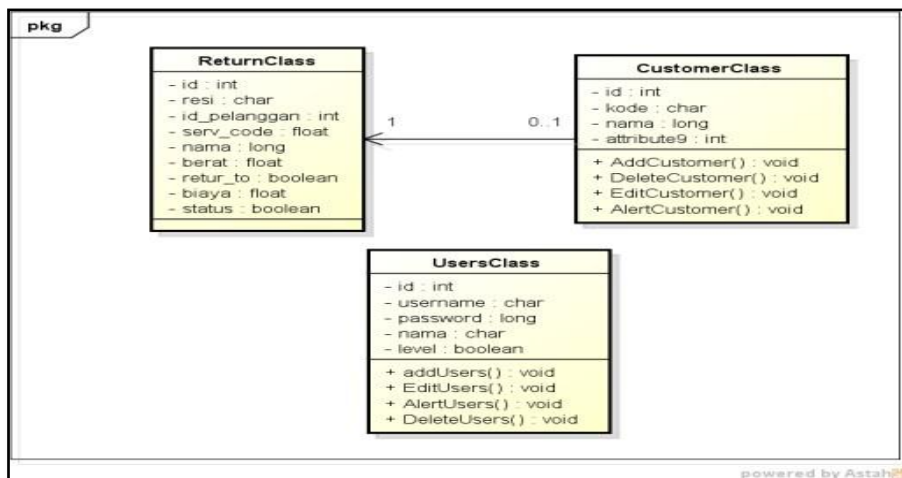 pkg
ReturnClass
- id : int
- resi : char
- id_pelanggan : int
- serv_code : float
- nama : long
- berat : float
- retur_to : boolean
- biaya : float
- status : boolean
1
0..1
CustomerClass
- id : int
- kode : char
- nama : long
- attribute9 : int
+ AddCustomer() : void
+ DeleteCustomer() : void
+ EditCustomer() : void
+ AlertCustomer() : void
UsersClass
- id : int
- username : char
- password : long
- nama : char
- level : boolean
+ addUsers() : void
+ EditUsers() : void
+ AlertUsers() : void
+ DeleteUsers() : void
powered by Astah